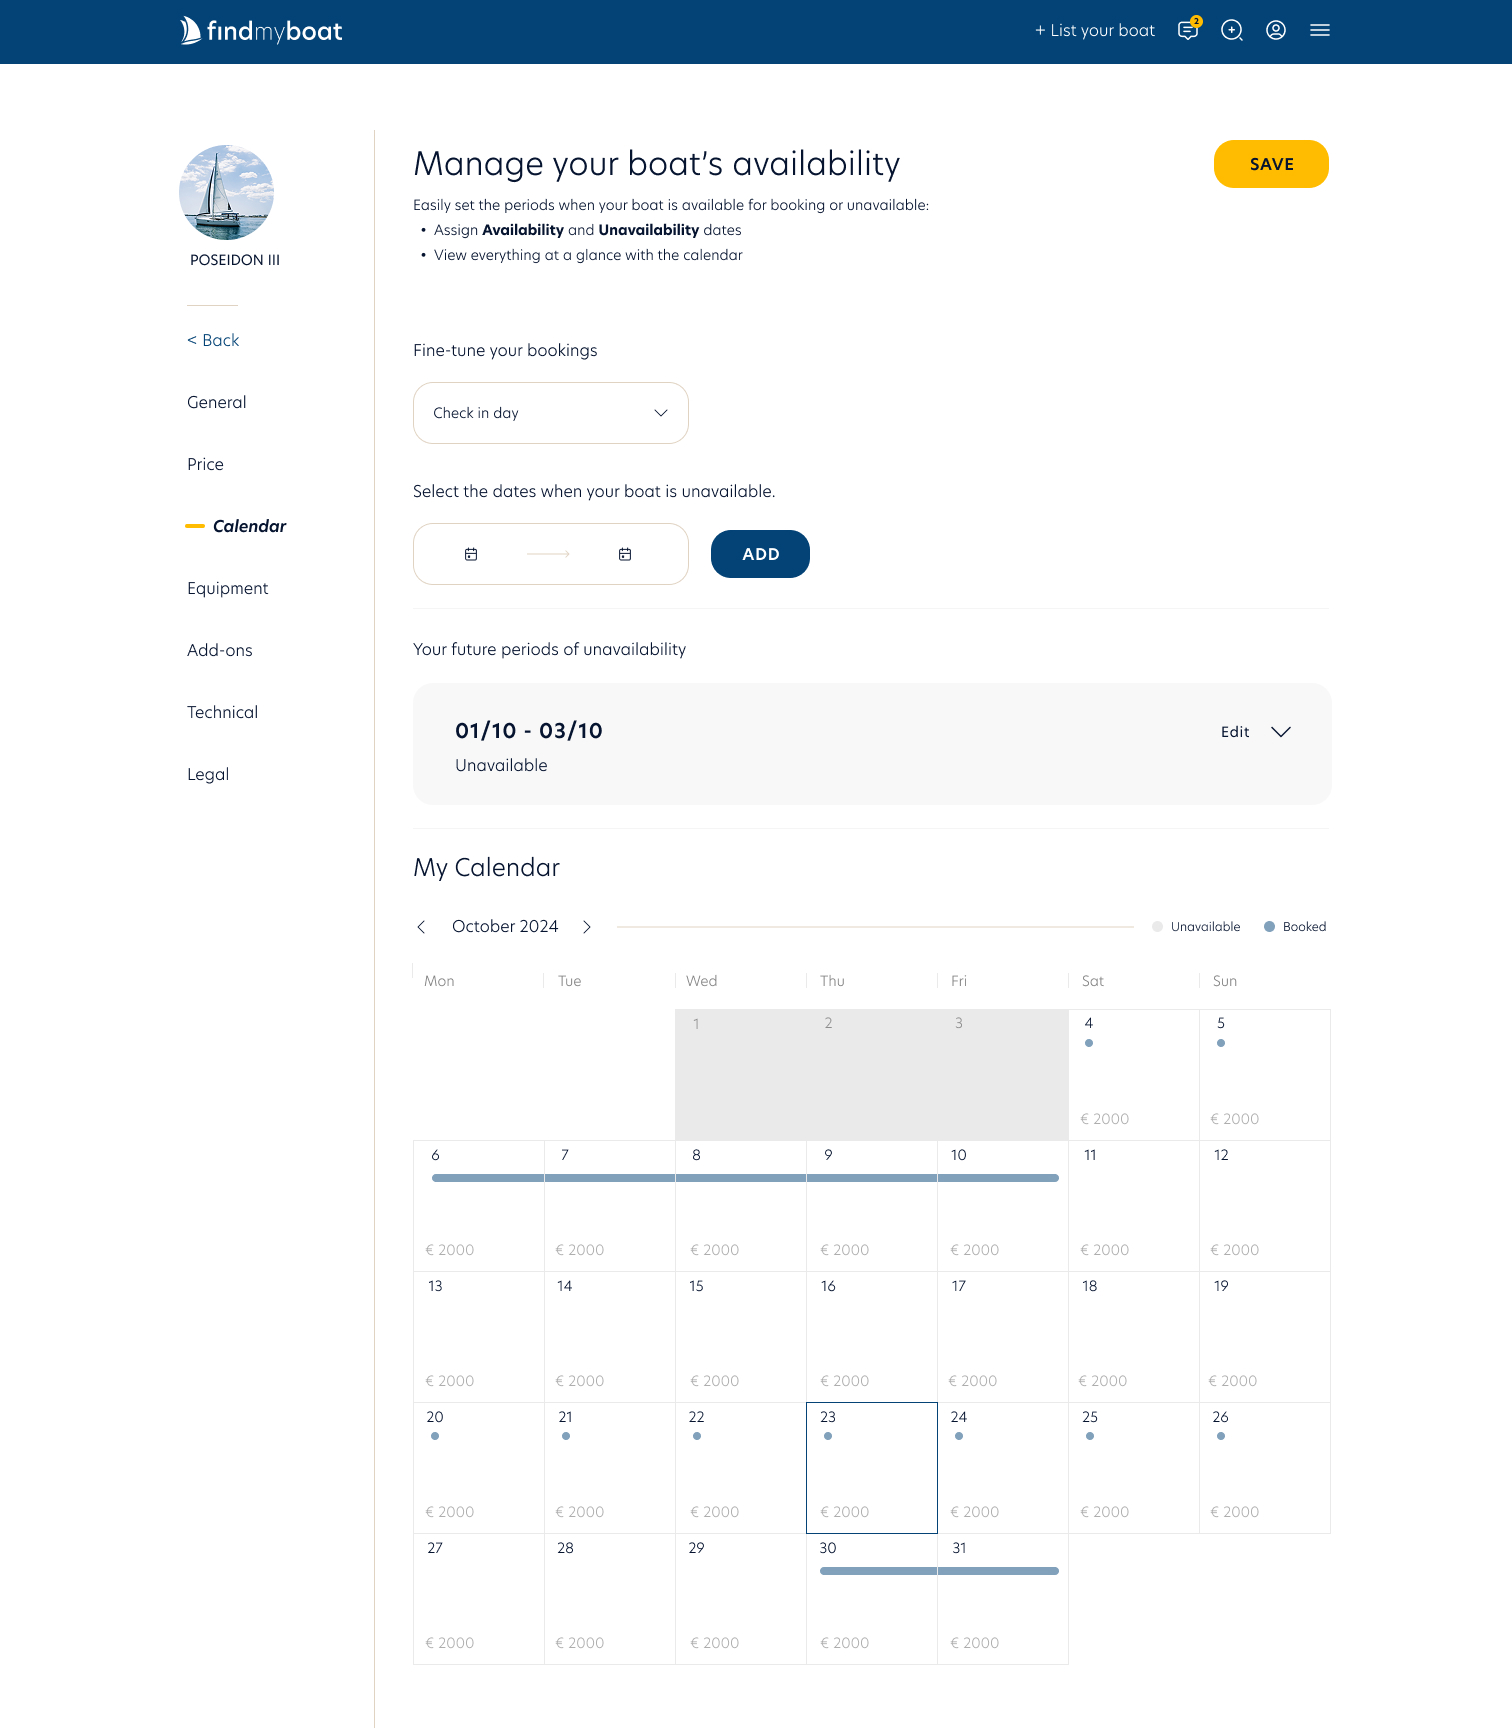 findmyboat
+ List your boat
2
POSEIDON III
< Back
General
Price
Calendar
Equipment
Add-ons
Technical
Legal
Manage your boat's availability
SAVE
Easily set the periods when your boat is available for booking or unavailable:
• Assign Availability and Unavailability dates
• View everything at a glance with the calendar
Fine-tune your bookings
Check in day
Select the dates when your boat is unavailable.
ADD
Your future periods of unavailability
01/10 - 03/10
Edit
Unavailable
My Calendar
October 2024
Unavailable
Booked
Mon Tue Wed Thu Fri Sat Sun
1 2 3 4 5
€ 2000 € 2000
6 7 8 9 10 11 12
€ 2000 € 2000 € 2000 € 2000 € 2000 € 2000 € 2000
13 14 15 16 17 18 19
€ 2000 € 2000 € 2000 € 2000 € 2000 € 2000 € 2000
20 21 22 23 24 25 26
€ 2000 € 2000 € 2000 € 2000 € 2000 € 2000 € 2000
27 28 29 30 31
€ 2000 € 2000 € 2000 € 2000 € 2000